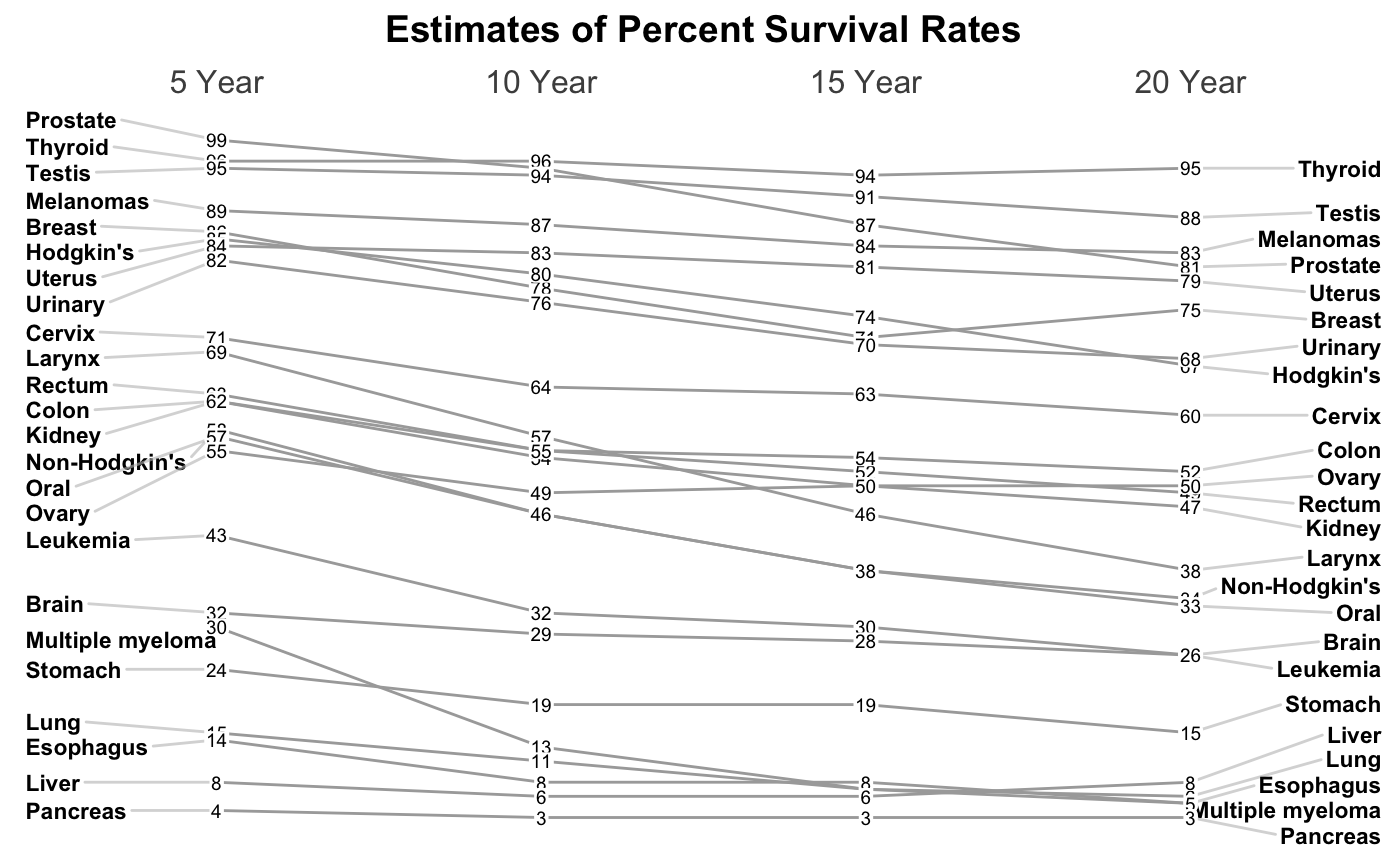 Estimates of Percent Survival Rates
5 Year 10 Year 15 Year 20 Year
Prostate
99
Thyroid
96 94 95 Thyroid
Testis 95 94 91 88 Testis
Melanomas 89 87 84 83 Melanomas
Breast
87 81 Prostate
Hodgkin's
84 83 81 79 Uterus
Uterus
80 74
Urinary 82 78 75 Breast
76 70 68 Urinary
Hodgkin's
Cervix 71 64 63 60 Cervix
Larynx 69 57 46 38 Larynx
Rectum
Colon 62 55 54 52 Colon
Kidney
52
50 47 Kidney
Non-Hodgkin's
57 46 38 Non-Hodgkin's
Oral
33 Oral
Ovary 55 49 50 Ovary
Rectum
Leukemia 43 32 30 26 Leukemia
Brain 32 29 28 Brain
Multiple myeloma 30 13
Stomach 24 19 19 15 Stomach
Lung 11
Esophagus 14 8 8 5 Esophagus
Liver 8 6 6 8 Liver
Lung
Multiple myeloma
Pancreas 4 3 3 3 Pancreas